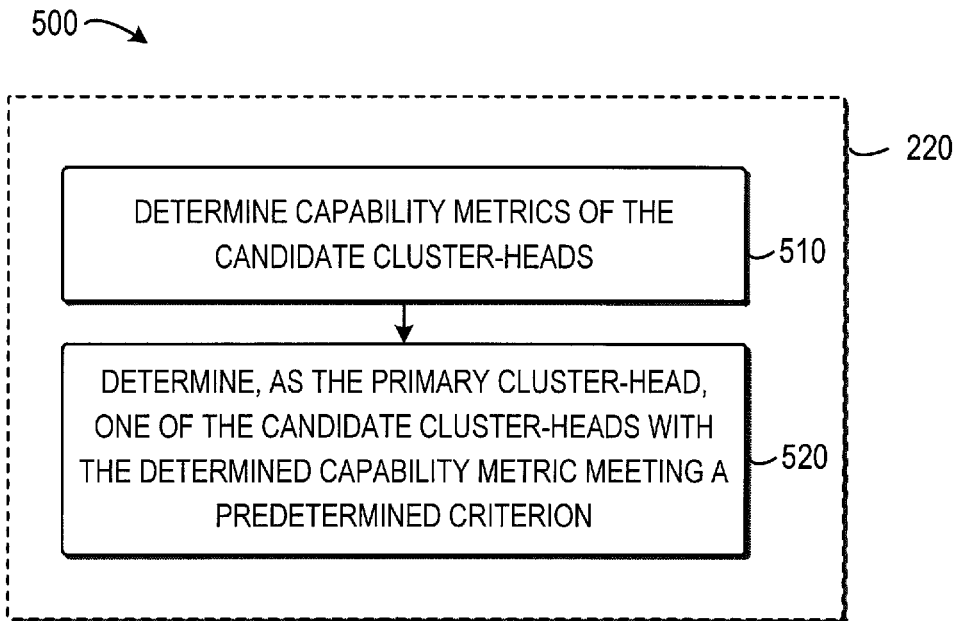 500
220
DETERMINE CAPABILITY METRICS OF THE
CANDIDATE CLUSTER-HEADS
510
DETERMINE, AS THE PRIMARY CLUSTER-HEAD,
ONE OF THE CANDIDATE CLUSTER-HEADS WITH
THE DETERMINED CAPABILITY METRIC MEETING A
PREDETERMINED CRITERION
520